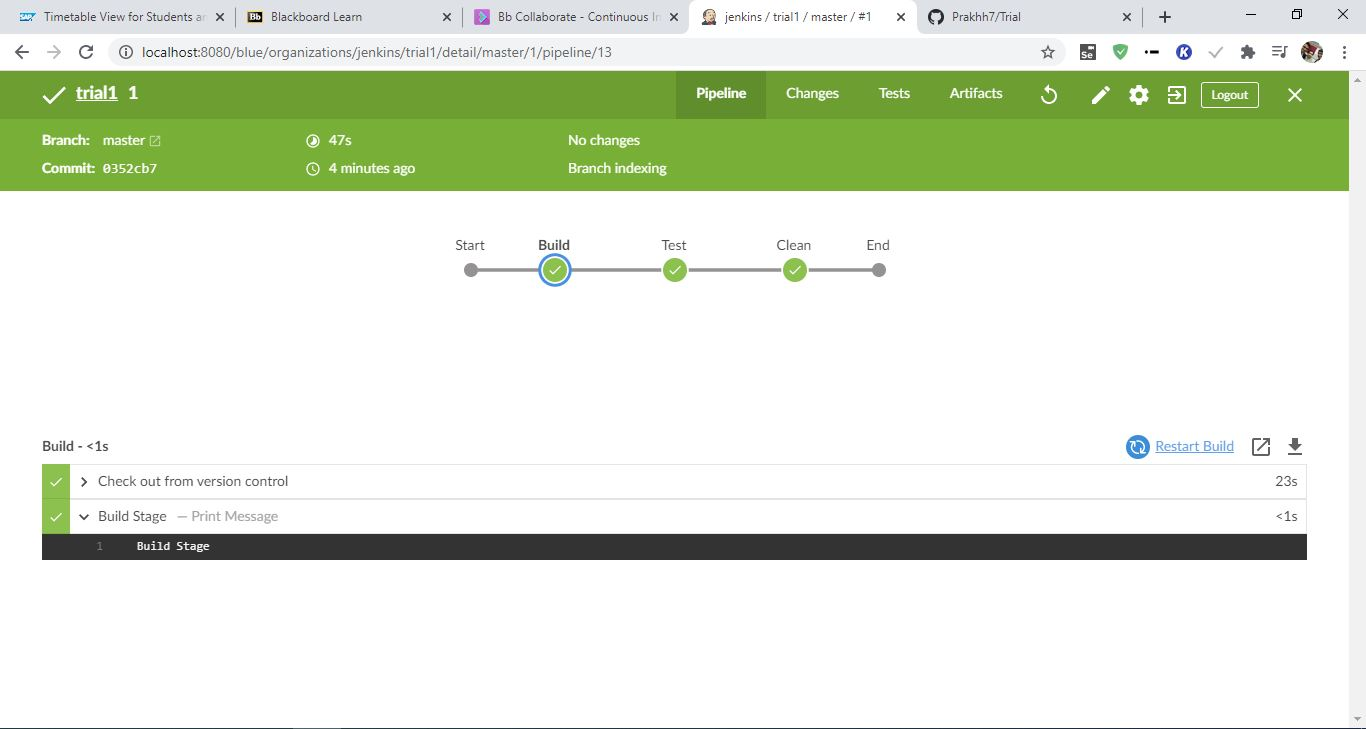 SAP Timetable View for Students a
Bb Blackboard Learn
Bb Collaborate - Continuous In
jenkins / trial1 / master / #1
Prakhh7/Trial
localhost:8080/blue/organizations/jenkins/trial1/detail/master/1/pipeline/13
Se
K
trial1 1
Pipeline
Changes
Tests
Artifacts
Logout
Branch: master
47s
No changes
Commit: 0352cb7
4 minutes ago
Branch indexing
Start
Build
Test
Clean
End
Build - <1s
Restart Build
Check out from version control
23s
Build Stage — Print Message
<1s
1 Build Stage